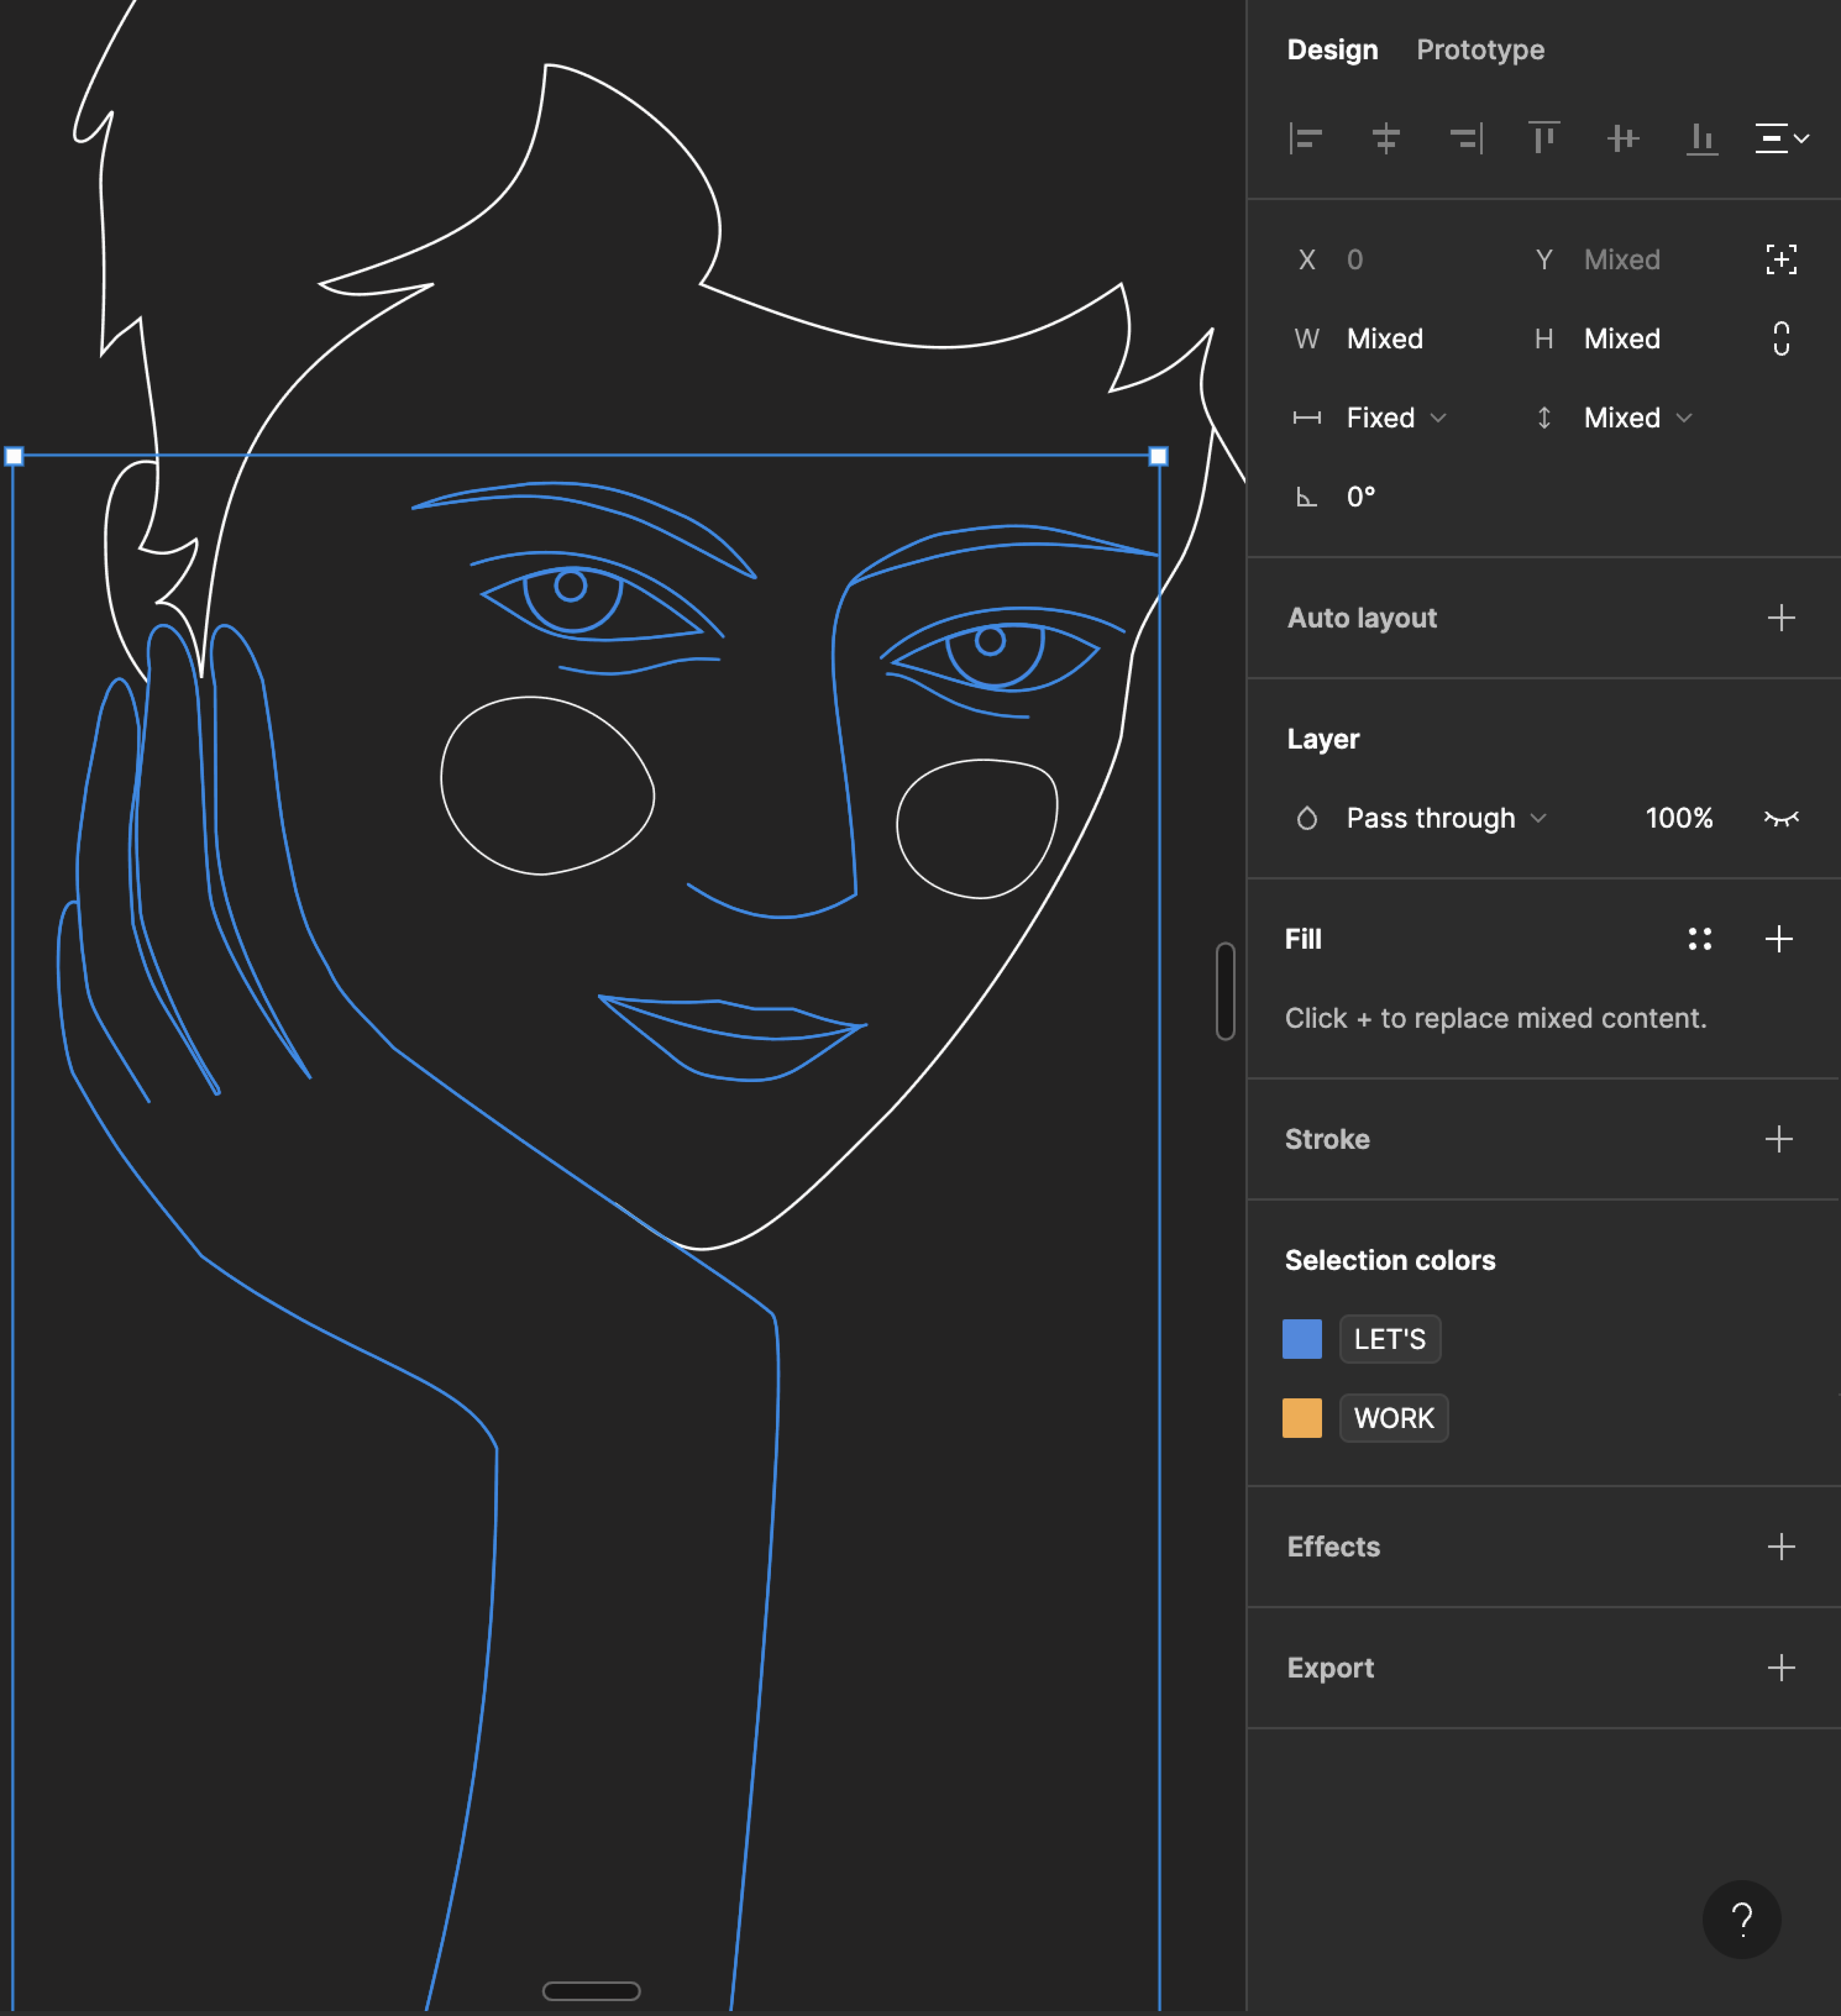 Design Prototype
X 0 Y Mixed
W Mixed H Mixed
Fixed Mixed
0°
Auto layout
Layer
Pass through 100%
Fill
Click + to replace mixed content.
Stroke
Selection colors
LET'S
WORK
Effects
Export
?